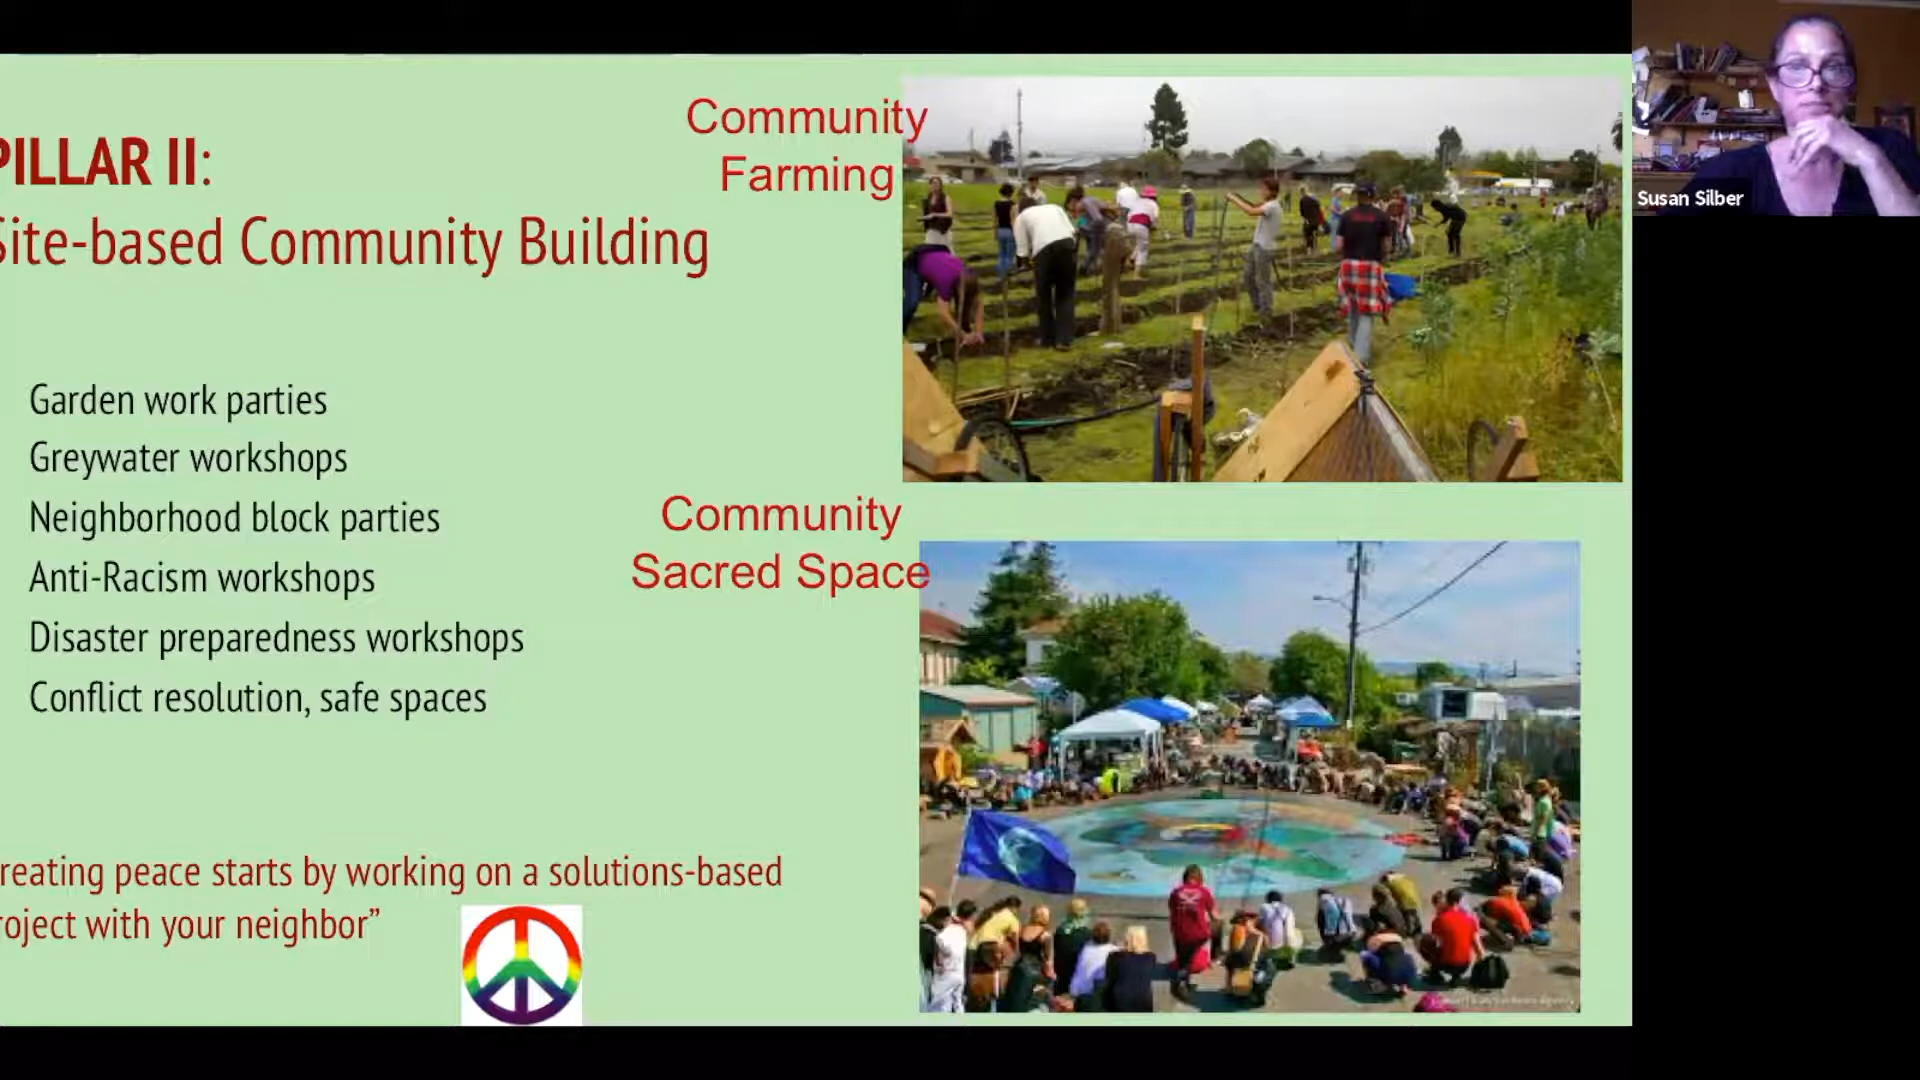 PILLAR II:
Site-based Community Building
Garden work parties
Greywater workshops
Neighborhood block parties
Anti-Racism workshops
Disaster preparedness workshops
Conflict resolution, safe spaces
reating peace starts by working on a solutions-based
roject with your neighbor”
Community
Farming
Community
Sacred Space
Susan Silber